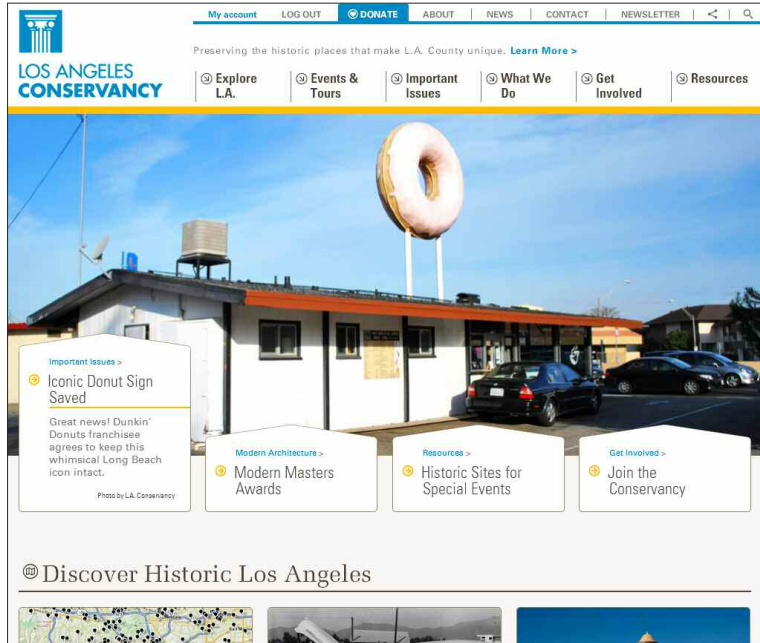 My account LOG OUT DONATE ABOUT NEWS CONTACT NEWSLETTER
Preserving the historic places that make L.A. County unique. Learn More >
LOS ANGELES
CONSERVANCY
Explore
L.A.
Events &
Tours
Important
Issues
What We
Do
Get
Involved
Resources
Important Issues >
Iconic Donut Sign
Saved
Great news! Dunkin'
Donuts franchisee
agrees to keep this
whimsical Long Beach
icon intact.
Photo by L.A. Conservancy
Modern Architecture >
Modern Masters
Awards
Resources >
Historic Sites for
Special Events
Get Involved >
Join the
Conservancy
Discover Historic Los Angeles